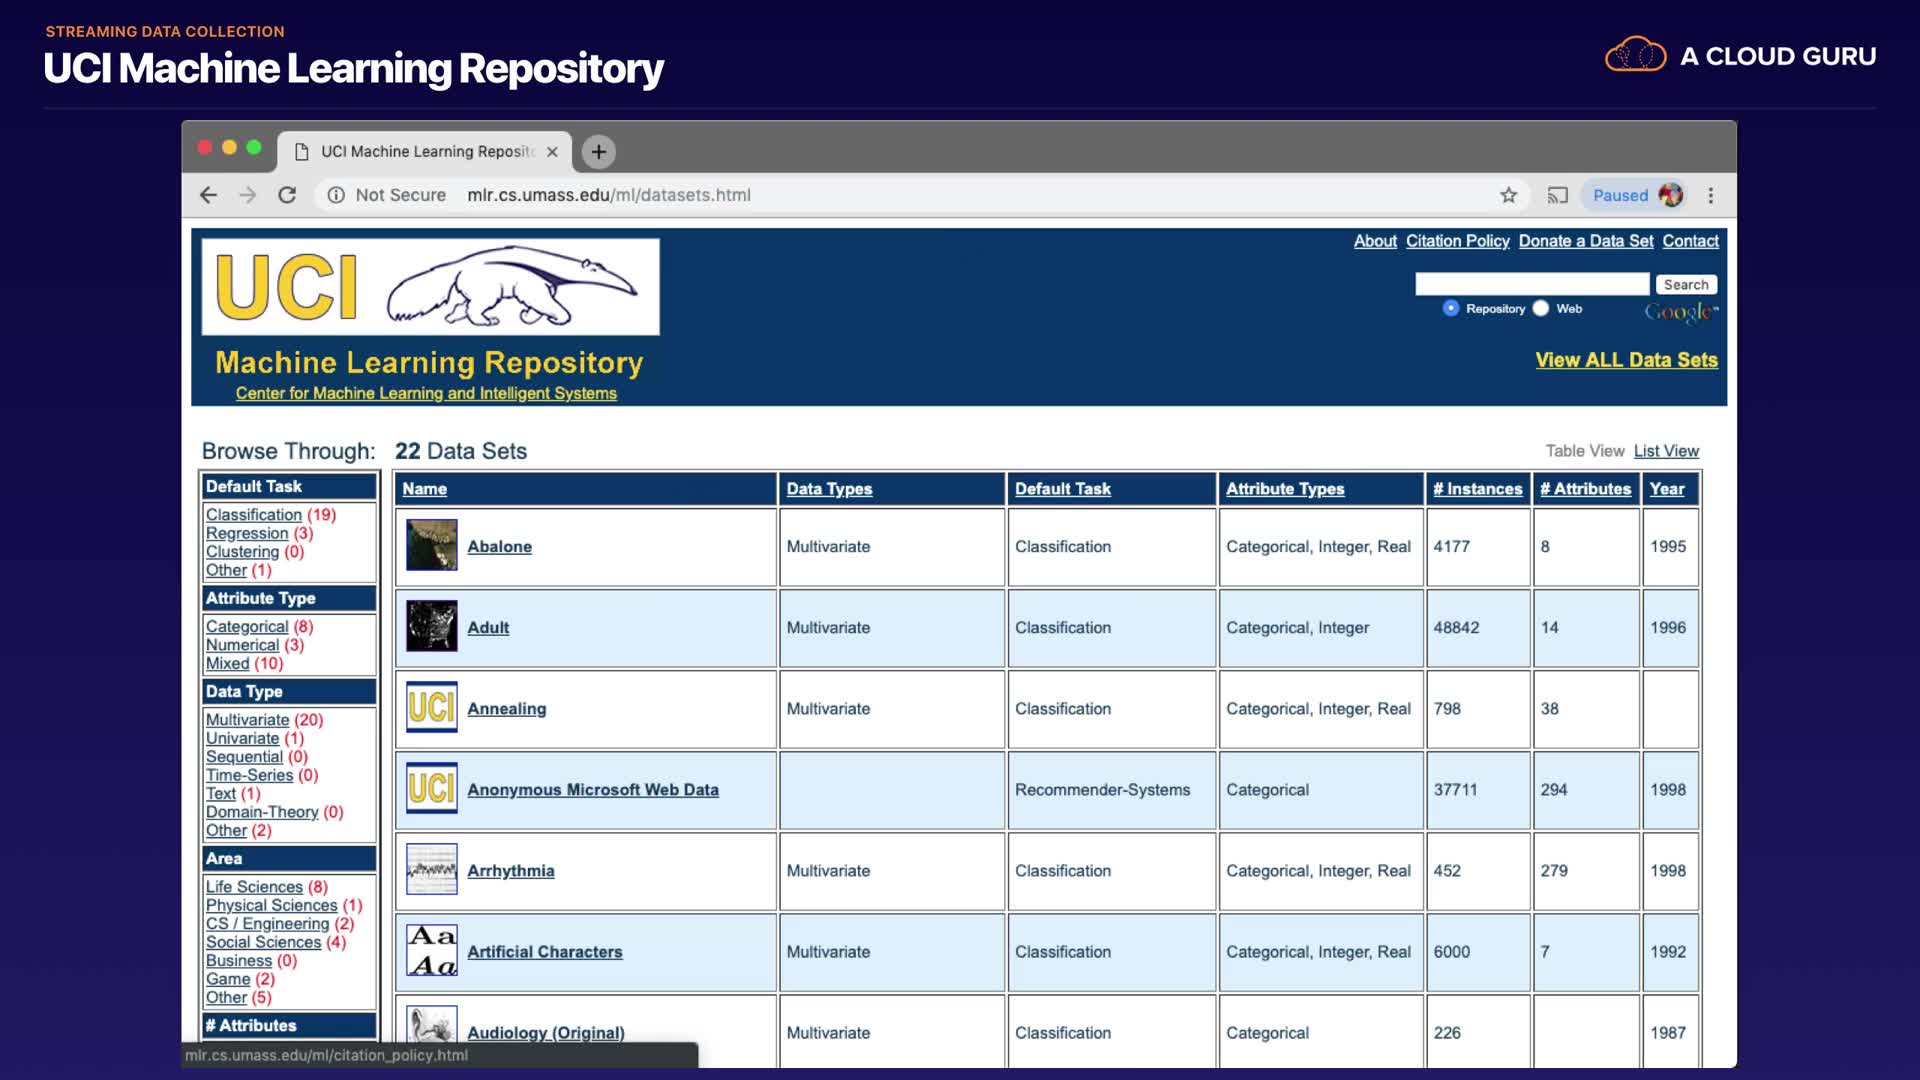 STREAMING DATA COLLECTION
UCI Machine Learning Repository
A CLOUD GURU
UCI Machine Learning Reposito
Not Secure mlr.cs.umass.edu/ml/datasets.html
Paused
About Citation Policy Donate a Data Set Contact
UCI
Search
Repository Web Google™
Machine Learning Repository
View ALL Data Sets
Center for Machine Learning and Intelligent Systems
Browse Through:
Default Task
Classification (19)
Regression (3)
Clustering (0)
Other (1)
Attribute Type
Categorical (8)
Numerical (3)
Mixed (10)
Data Type
Multivariate (20)
Univariate (1)
Sequential (0)
Time-Series (0)
Text (1)
Domain-Theory (0)
Other (2)
Area
Life Sciences (8)
Physical Sciences (1)
CS / Engineering (2)
Social Sciences (4)
Business (0)
Game (2)
Other (5)
# Attributes
22 Data Sets
Table View List View
Name Data Types Default Task Attribute Types # Instances # Attributes Year
Abalone Multivariate Classification Categorical, Integer, Real 4177 8 1995
Adult Multivariate Classification Categorical, Integer 48842 14 1996
UCI Annealing Multivariate Classification Categorical, Integer, Real 798 38
UCI Anonymous Microsoft Web Data Recommender-Systems Categorical 37711 294 1998
Arrhythmia Multivariate Classification Categorical, Integer, Real 452 279 1998
Aa
Aa
Artificial Characters Multivariate Classification Categorical, Integer, Real 6000 7 1992
Audiology (Original) Multivariate Classification Categorical 226 1987
mlr.cs.umass.edu/ml/citation_policy.html